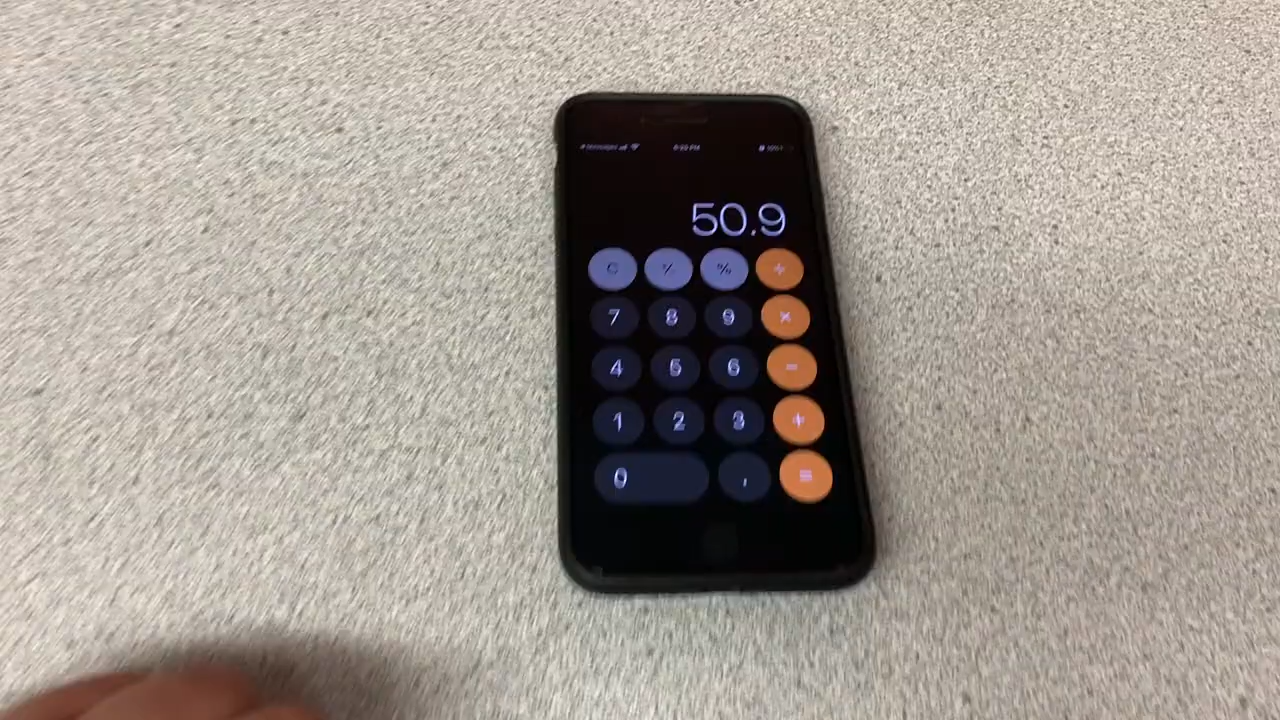 50,9
C % ÷
7 8 9 ×
4 5 6 −
1 2 3 +
0 , =